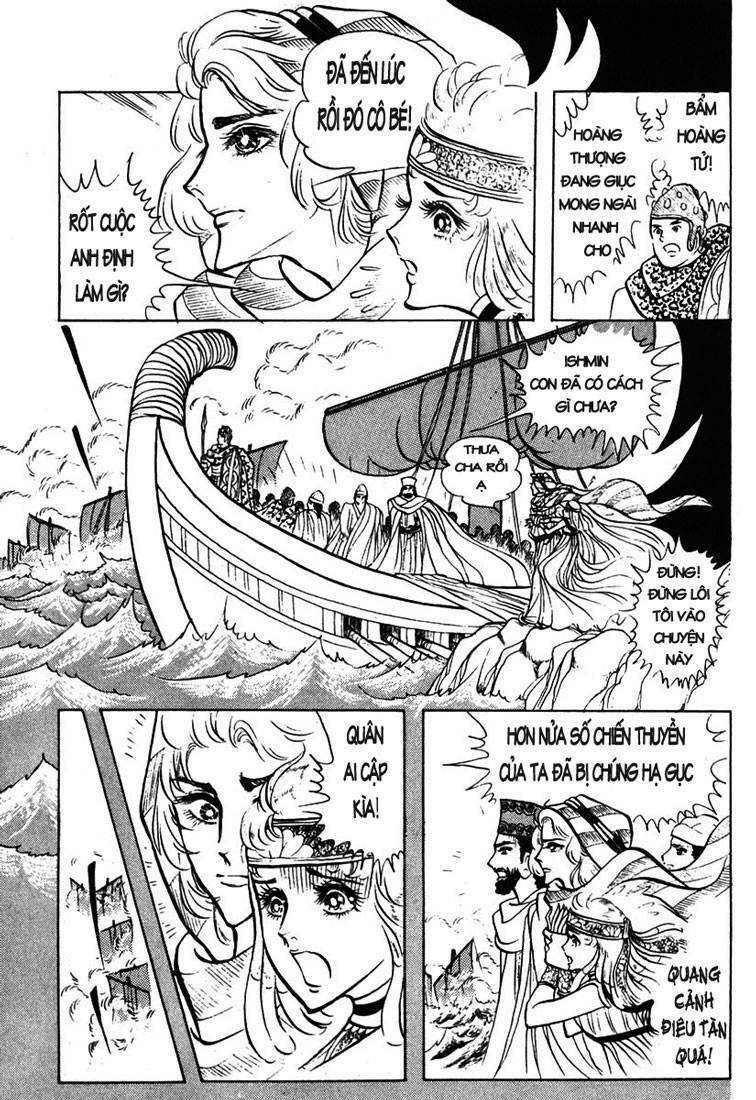 BẨM
HOÀNG
TỬ!
HOÀNG
THƯỢNG
ĐANG GIỤC
MONG NGÀI
NHANH
CHO
ĐÃ ĐẾN LÚC
RỒI ĐÓ CÔ BÉ!
RỐT CUỘC
ANH ĐỊNH
LÀM GÌ?
ISHMIN
CON ĐÃ CÓ CÁCH
GÌ CHƯA?
THƯA
CHA RỒI
Ạ
ĐỪNG!
ĐỪNG LÔI
TÔI VÀO
CHUYỆN
NÀY
HƠN NỬA SỐ CHIẾN THUYỀN
CỦA TA ĐÃ BỊ CHÚNG HẠ GỤC
QUANG
CẢNH
ĐIÊU TÀN
QUÁ!
QUÂN
AI CẬP
KÌA!